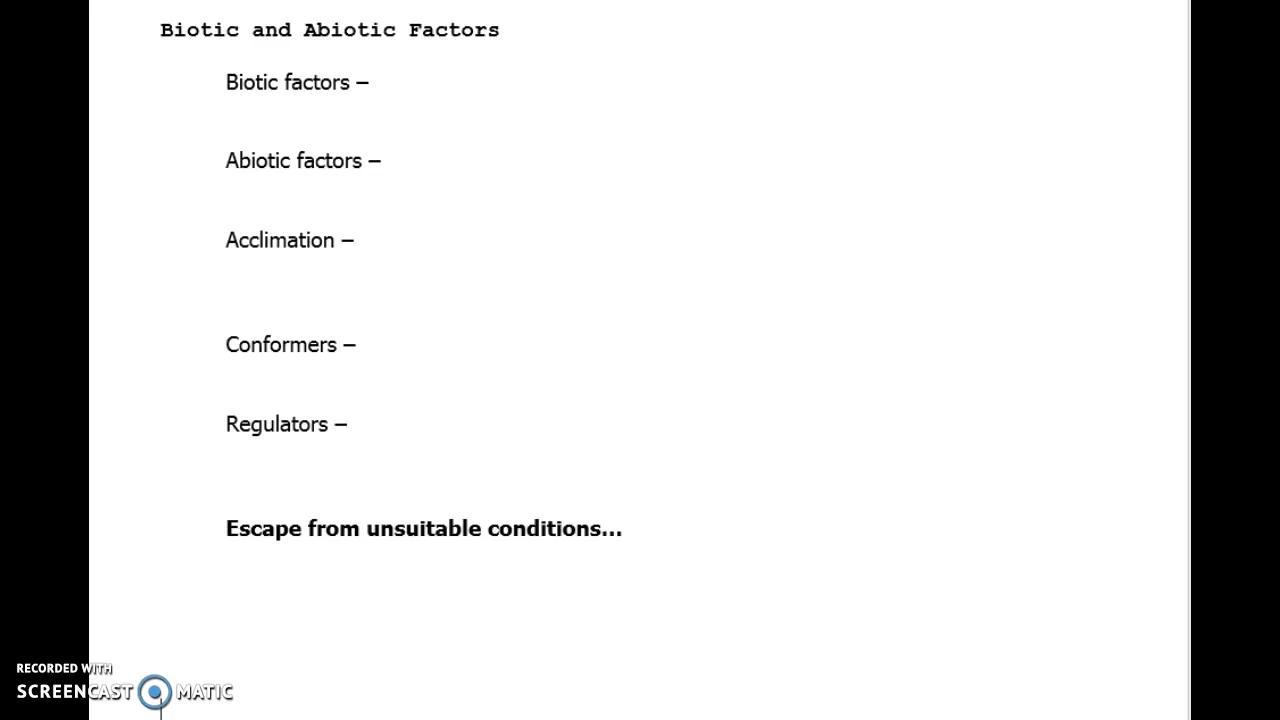 Biotic and Abiotic Factors
Biotic factors –
Abiotic factors –
Acclimation –
Conformers –
Regulators –
Escape from unsuitable conditions...
RECORDED WITH
SCREENCAST MATIC